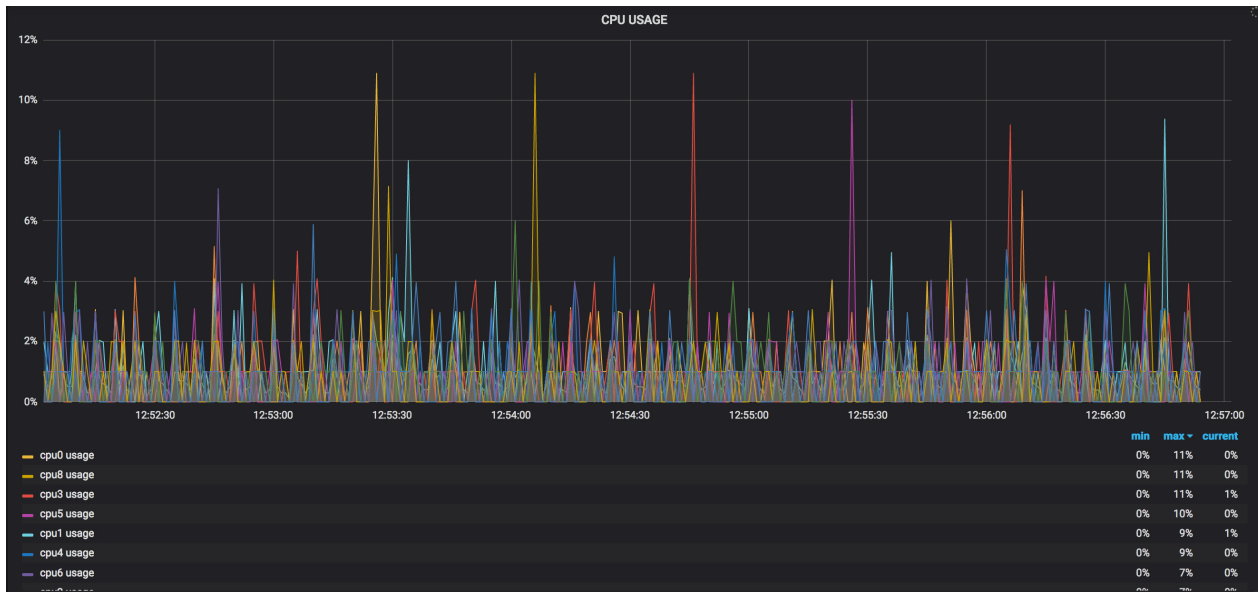 CPU USAGE
12%
10%
8%
6%
4%
2%
0%
12:52:30 12:53:00 12:53:30 12:54:00 12:54:30 12:55:00 12:55:30 12:56:00 12:56:30 12:57:00
min max current
cpu0 usage 0% 11% 0%
cpu8 usage 0% 11% 0%
cpu3 usage 0% 11% 1%
cpu5 usage 0% 10% 0%
cpu1 usage 0% 9% 1%
cpu4 usage 0% 9% 0%
cpu6 usage 0% 7% 0%